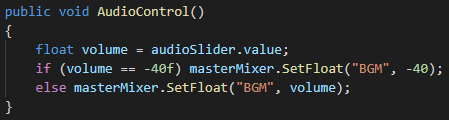 public void AudioControl()
{
float volume = audioSlider.value;
if (volume == -40f) masterMixer.SetFloat("BGM", -40);
else masterMixer.SetFloat("BGM", volume);
}